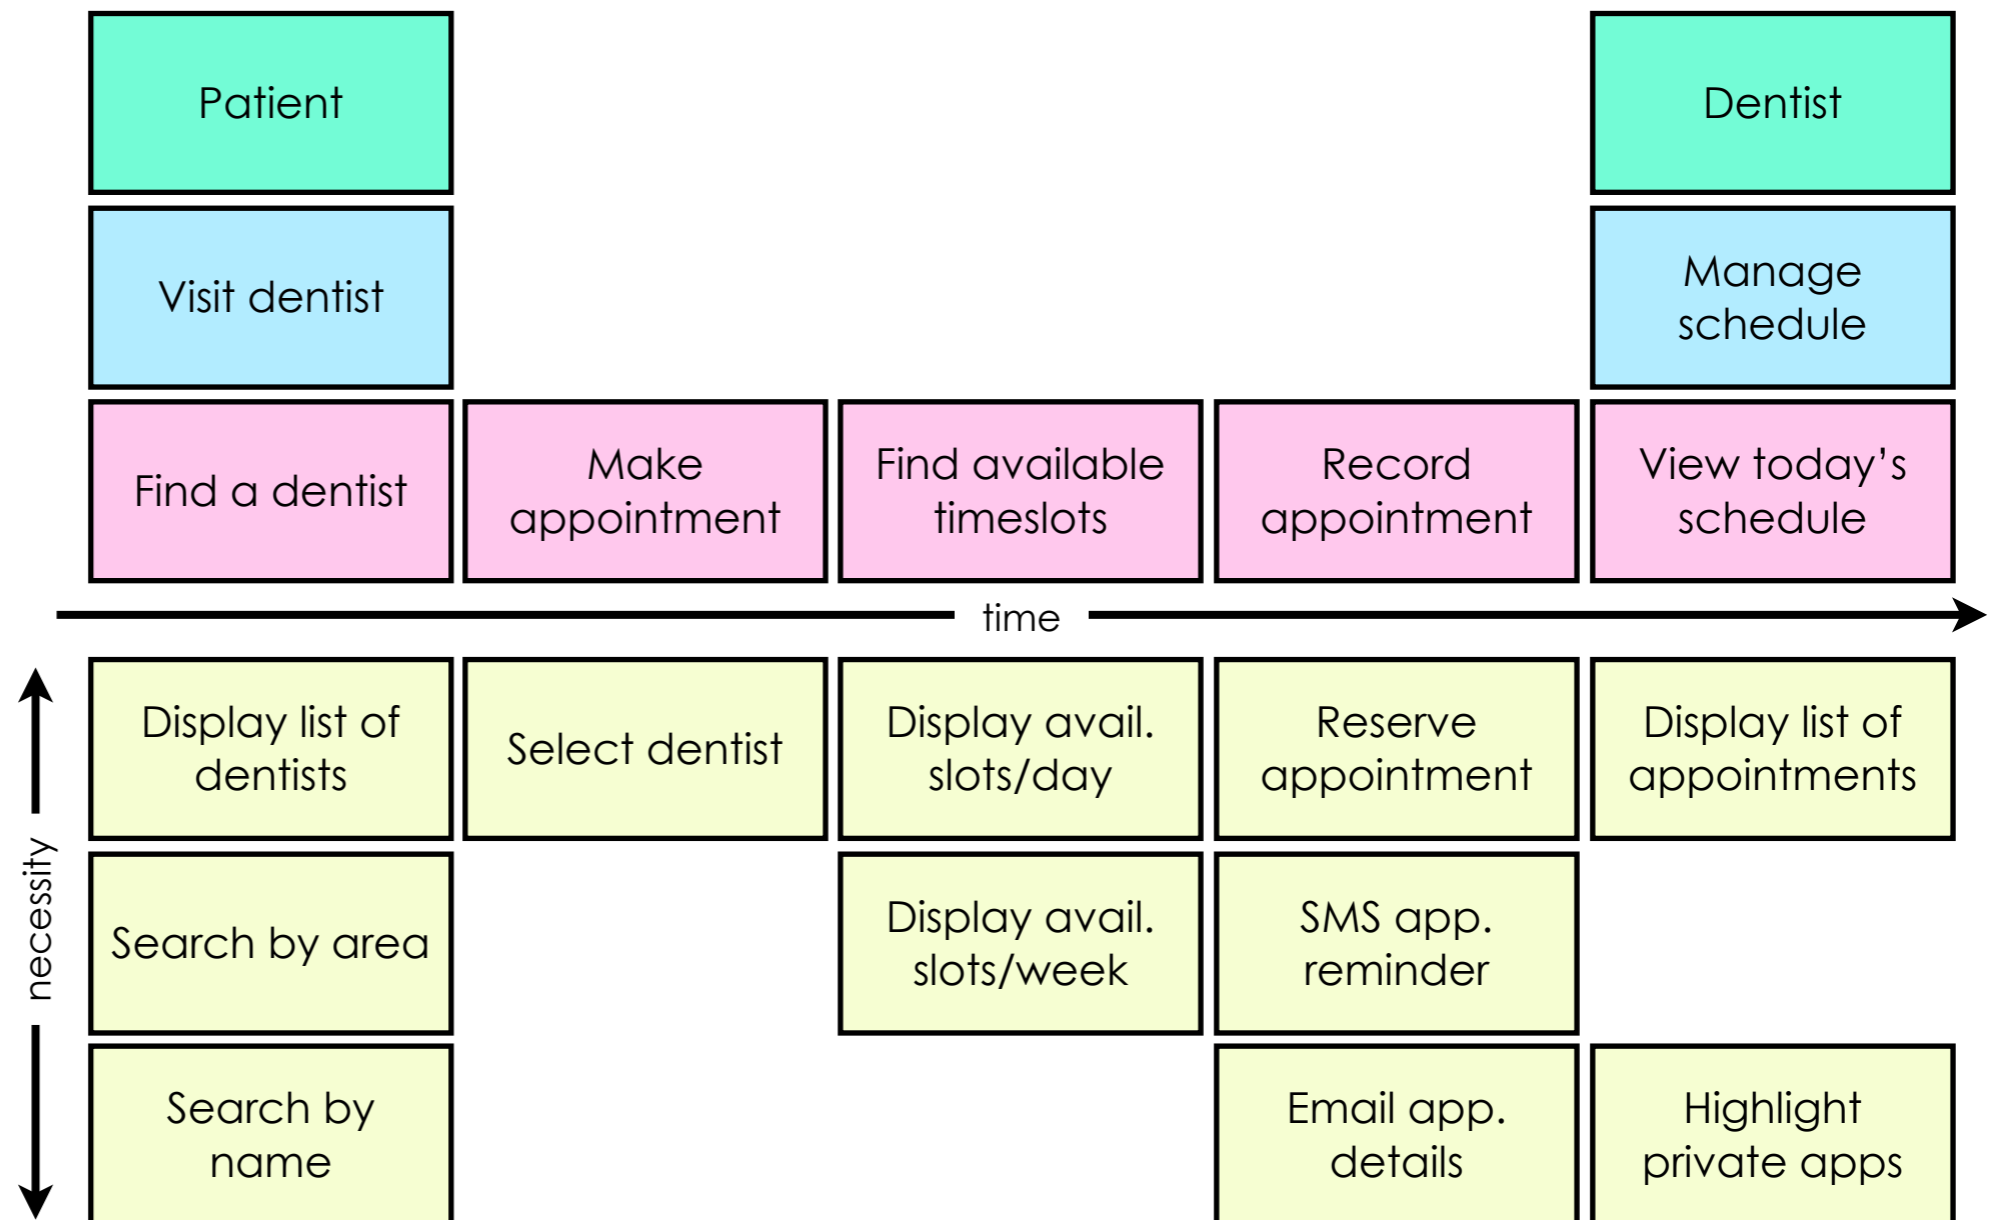 Patient
Dentist
Visit dentist
Manage
schedule
Find a dentist
Make
appointment
Find available
timeslots
Record
appointment
View today’s
schedule
time
necessity
Display list of
dentists
Select dentist
Display avail.
slots/day
Reserve
appointment
Display list of
appointments
Search by area
Display avail.
slots/week
SMS app.
reminder
Search by
name
Email app.
details
Highlight
private apps